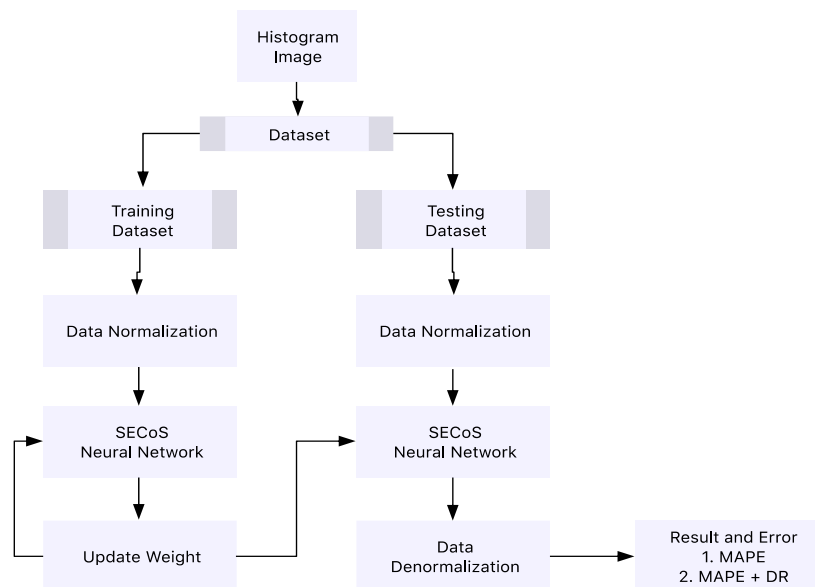 Histogram
Image
Dataset
Training
Dataset
Testing
Dataset
Data Normalization
Data Normalization
SECoS
Neural Network
SECoS
Neural Network
Update Weight
Data
Denormalization
Result and Error
1. MAPE
2. MAPE + DR